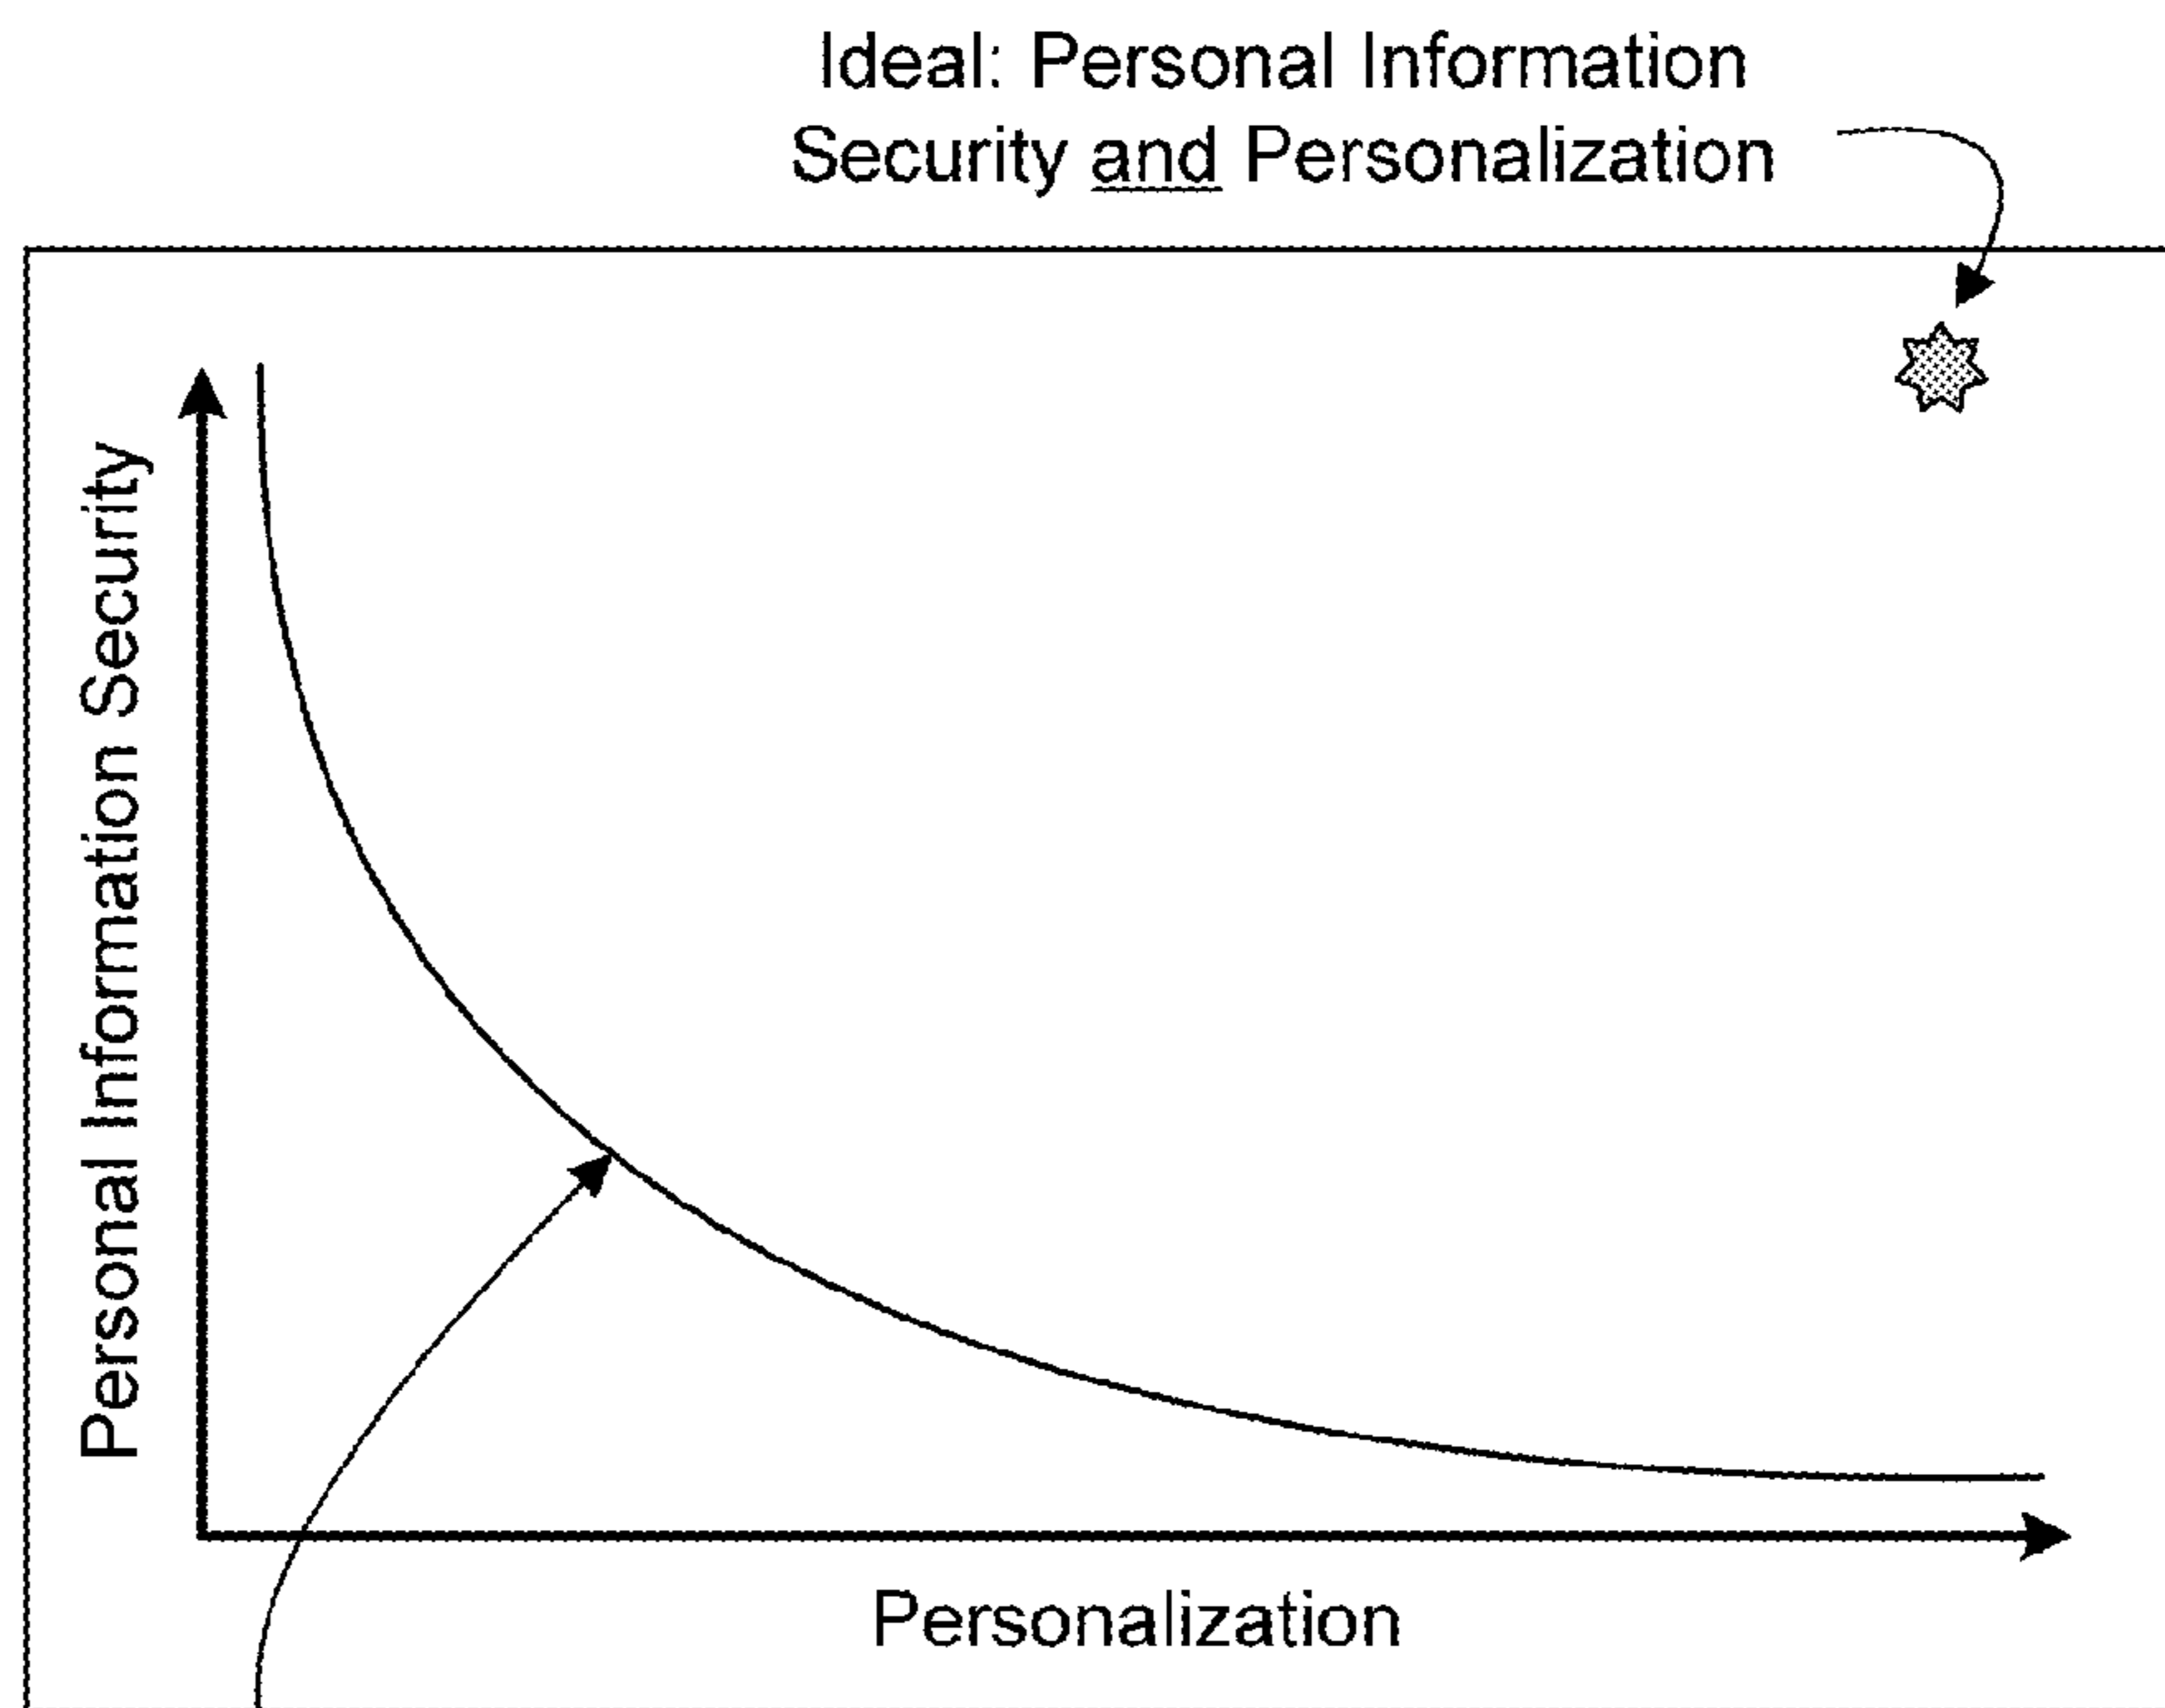 Ideal: Personal Information
Security and Personalization
Personal Information Security
Personalization